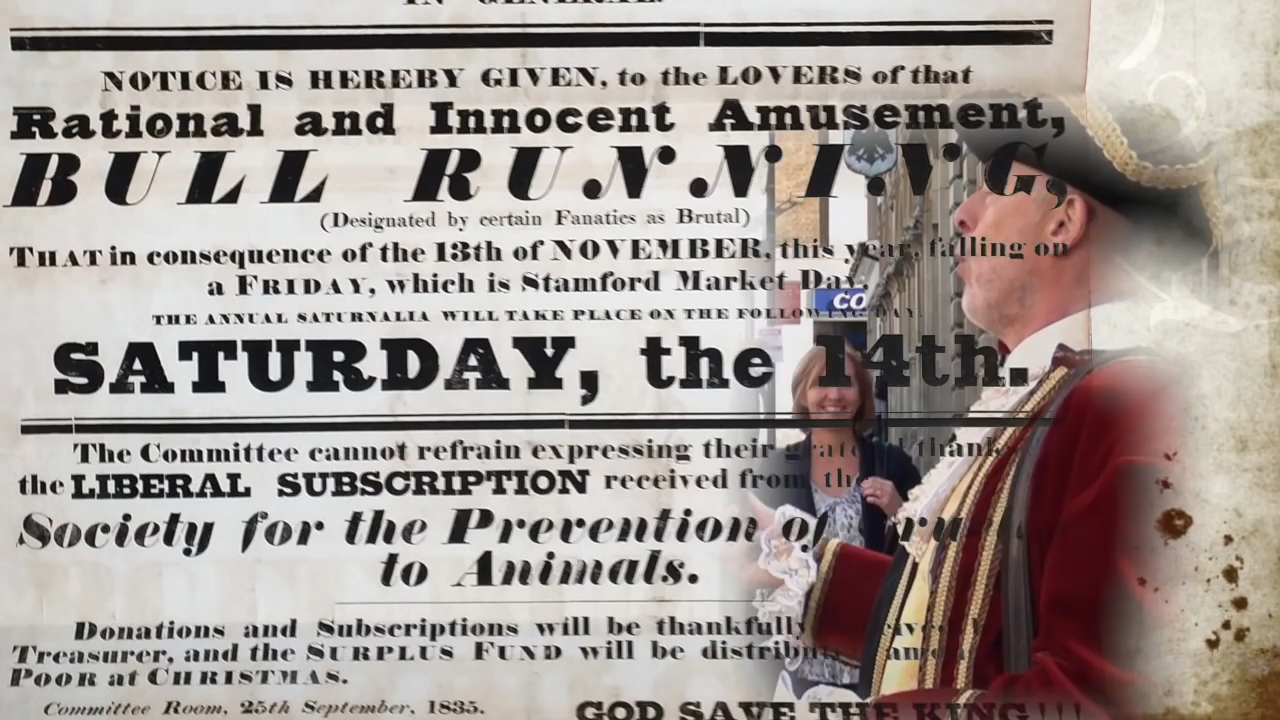 IN GENERAL.
NOTICE IS HEREBY GIVEN, to the LOVERS of that
Rational and Innocent Amusement,
BULL RUNNING,
(Designated by certain Fanatics as Brutal)
THAT in consequence of the 13th of NOVEMBER, this year, falling on
a FRIDAY, which is Stamford Market Day,
THE ANNUAL SATURNALIA WILL TAKE PLACE ON THE FOLLOWING DAY,
SATURDAY, the 14th.
The Committee cannot refrain expressing their grateful thanks
the LIBERAL SUBSCRIPTION received from the
Society for the Prevention of
to Animals.
Donations and Subscriptions will be thankfully
Treasurer, and the SURPLUS FUND will be
POOR at CHRISTMAS.
Committee Room, 25th September, 1835.
GOD SAVE THE KING!!!
CO